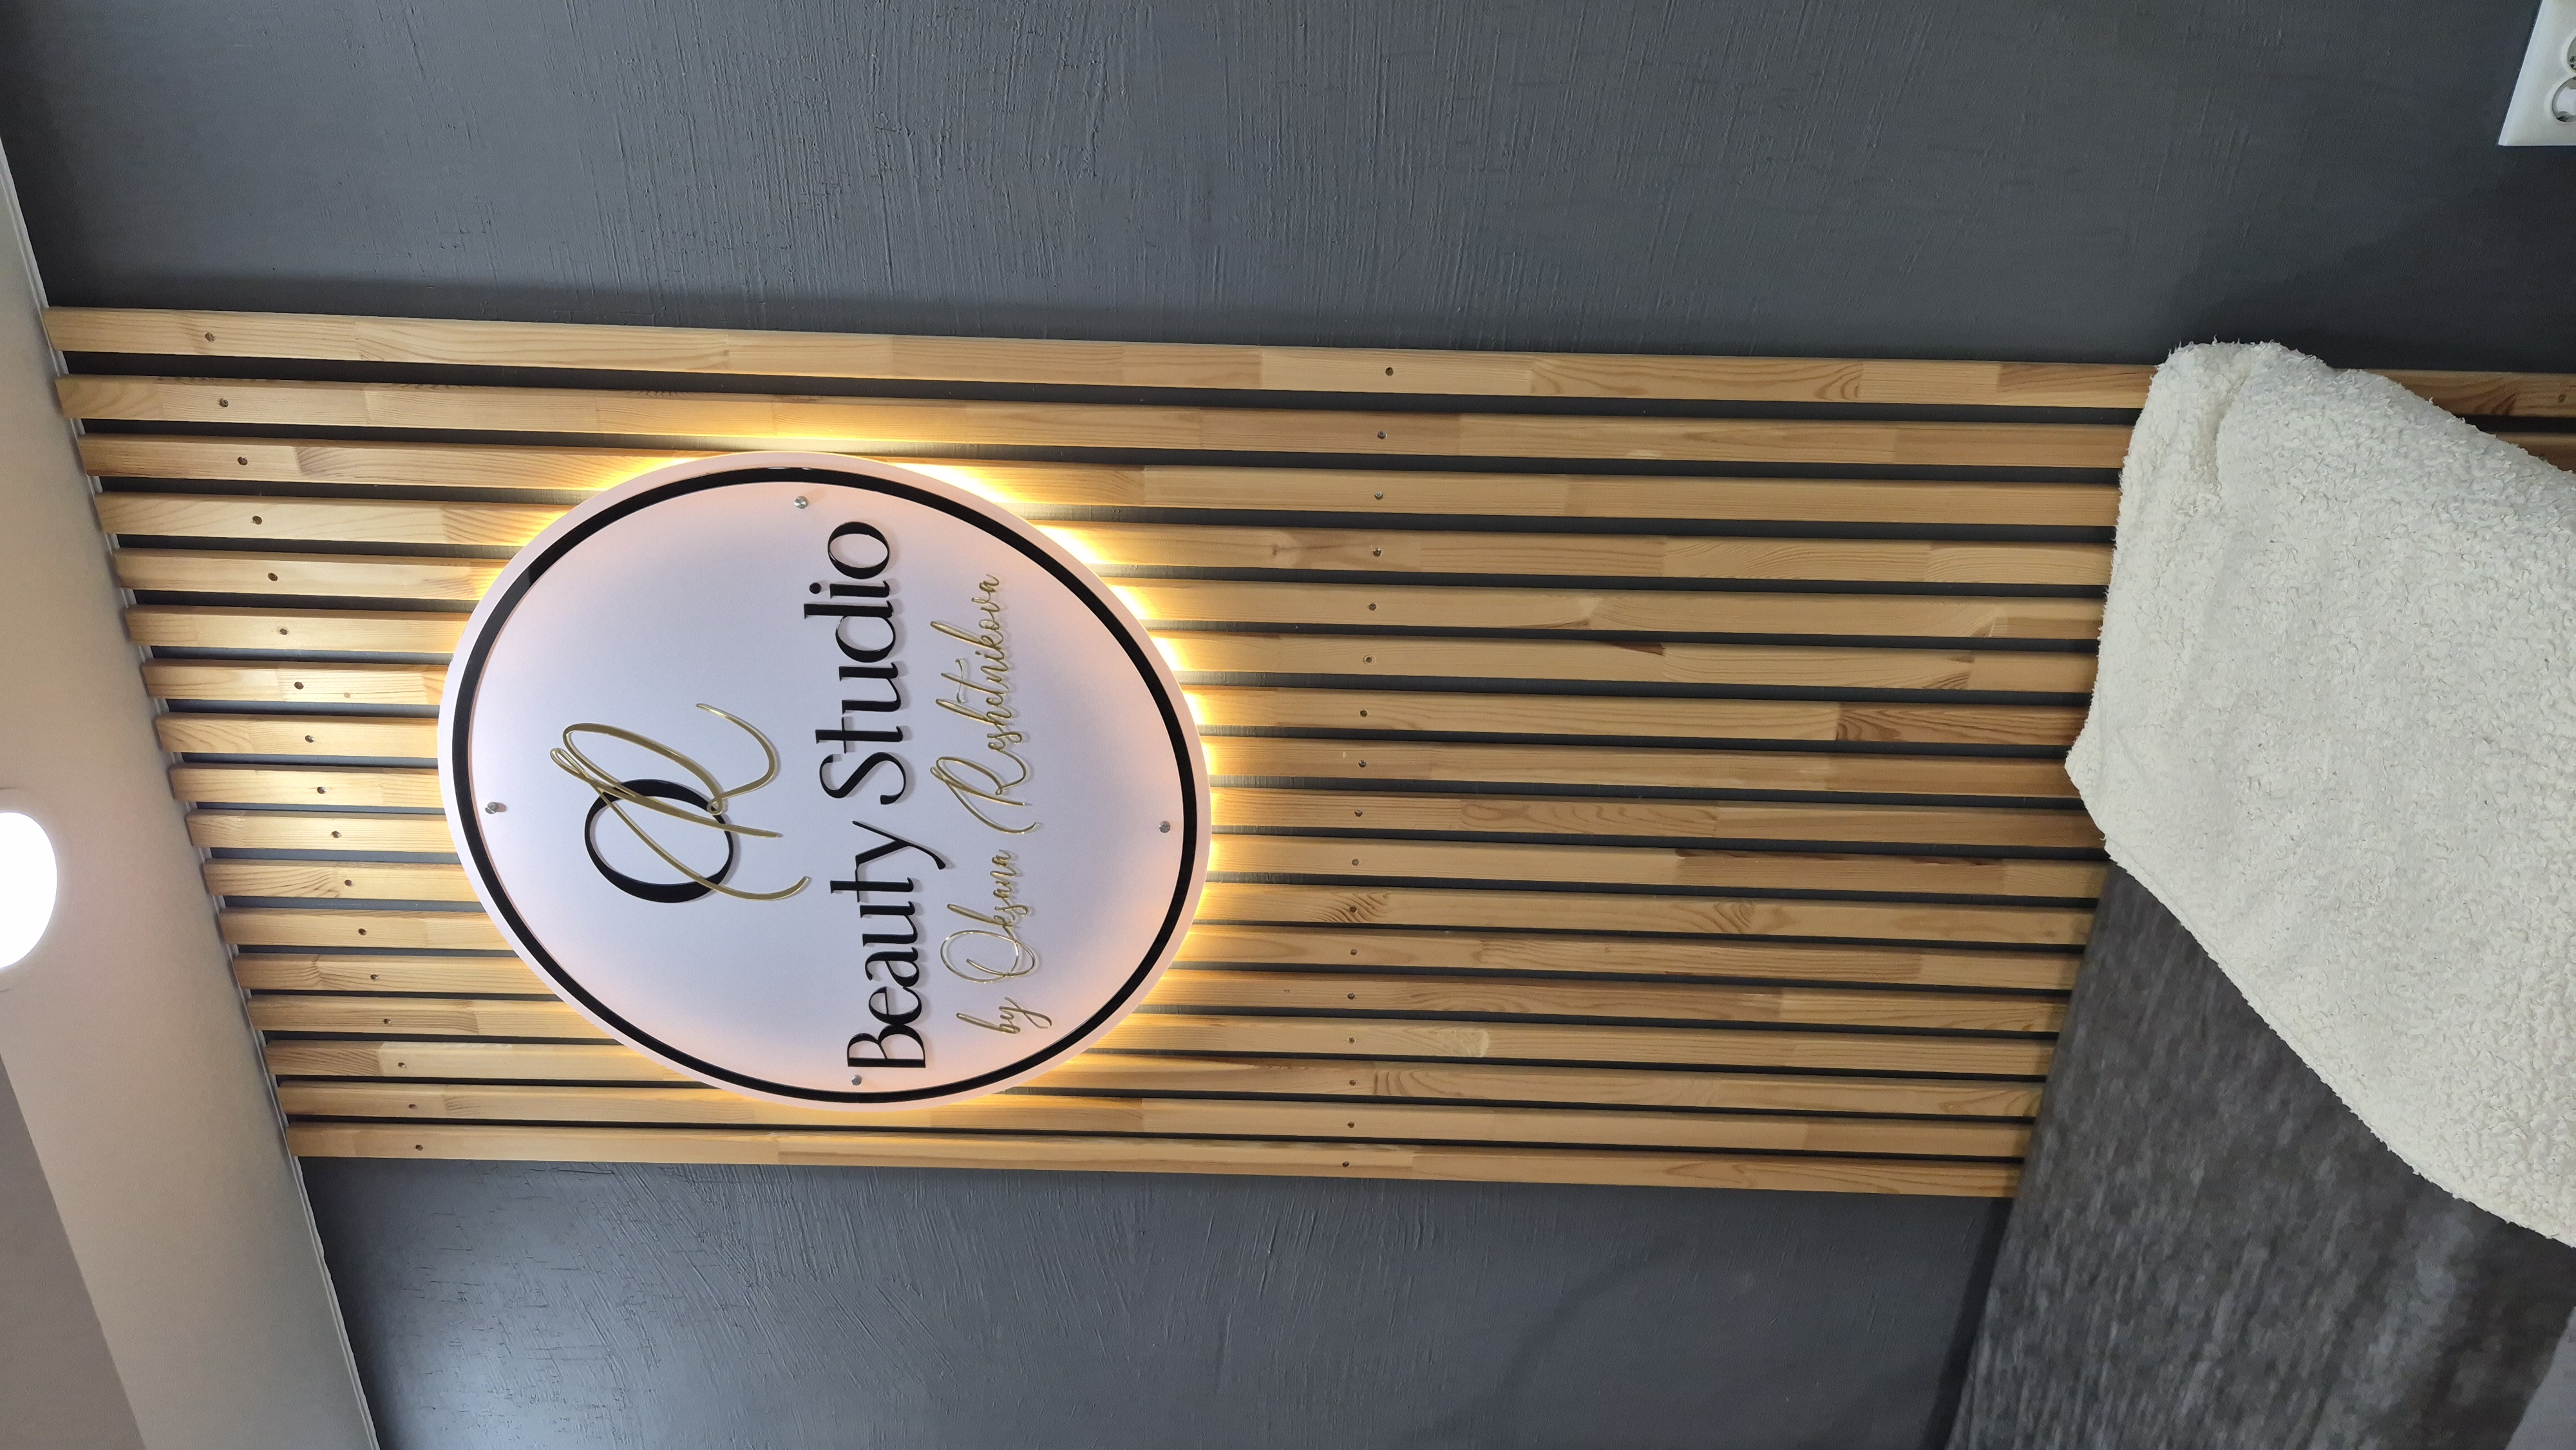 OR
Beauty Studio
by Oksana Reshetnikova